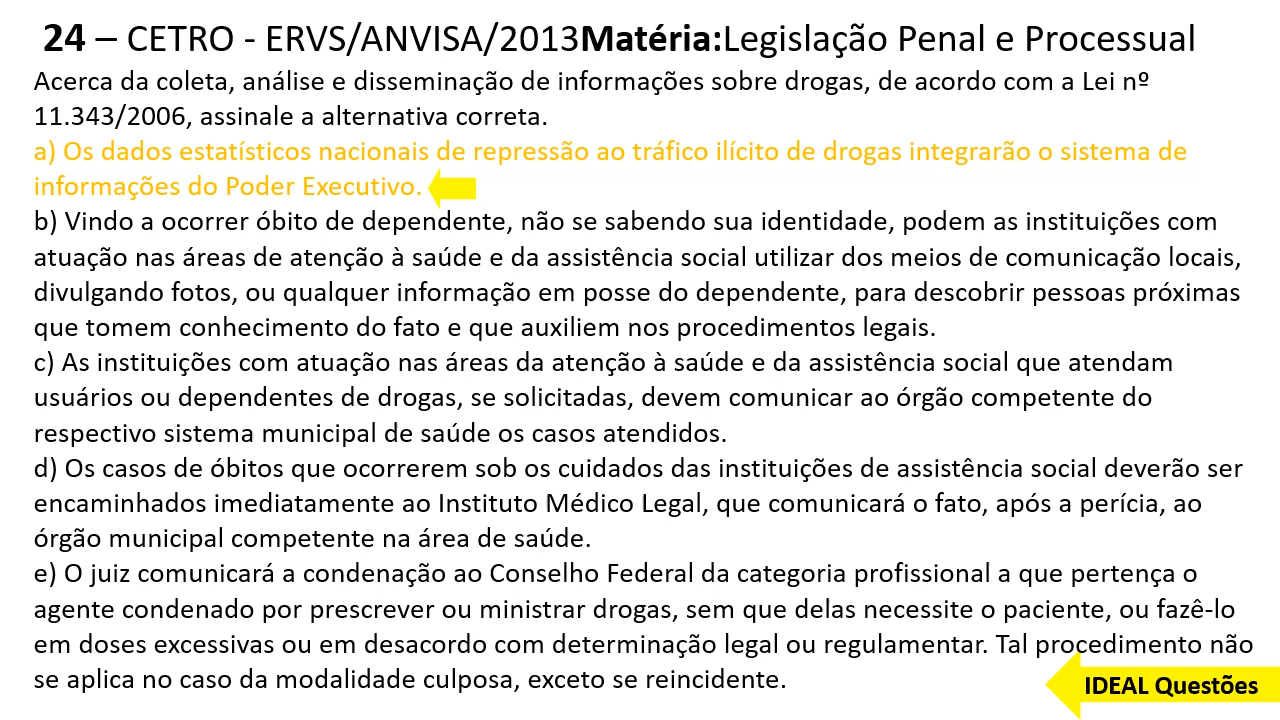 24 – CETRO - ERVS/ANVISA/2013Matéria:Legislação Penal e Processual
Acerca da coleta, análise e disseminação de informações sobre drogas, de acordo com a Lei nº
11.343/2006, assinale a alternativa correta.
a) Os dados estatísticos nacionais de repressão ao tráfico ilícito de drogas integrarão o sistema de
informações do Poder Executivo.
b) Vindo a ocorrer óbito de dependente, não se sabendo sua identidade, podem as instituições com
atuação nas áreas de atenção à saúde e da assistência social utilizar dos meios de comunicação locais,
divulgando fotos, ou qualquer informação em posse do dependente, para descobrir pessoas próximas
que tomem conhecimento do fato e que auxiliem nos procedimentos legais.
c) As instituições com atuação nas áreas da atenção à saúde e da assistência social que atendam
usuários ou dependentes de drogas, se solicitadas, devem comunicar ao órgão competente do
respectivo sistema municipal de saúde os casos atendidos.
d) Os casos de óbitos que ocorrerem sob os cuidados das instituições de assistência social deverão ser
encaminhados imediatamente ao Instituto Médico Legal, que comunicará o fato, após a perícia, ao
órgão municipal competente na área de saúde.
e) O juiz comunicará a condenação ao Conselho Federal da categoria profissional a que pertença o
agente condenado por prescrever ou ministrar drogas, sem que delas necessite o paciente, ou fazê-lo
em doses excessivas ou em desacordo com determinação legal ou regulamentar. Tal procedimento não
se aplica no caso da modalidade culposa, exceto se reincidente.
IDEAL Questões